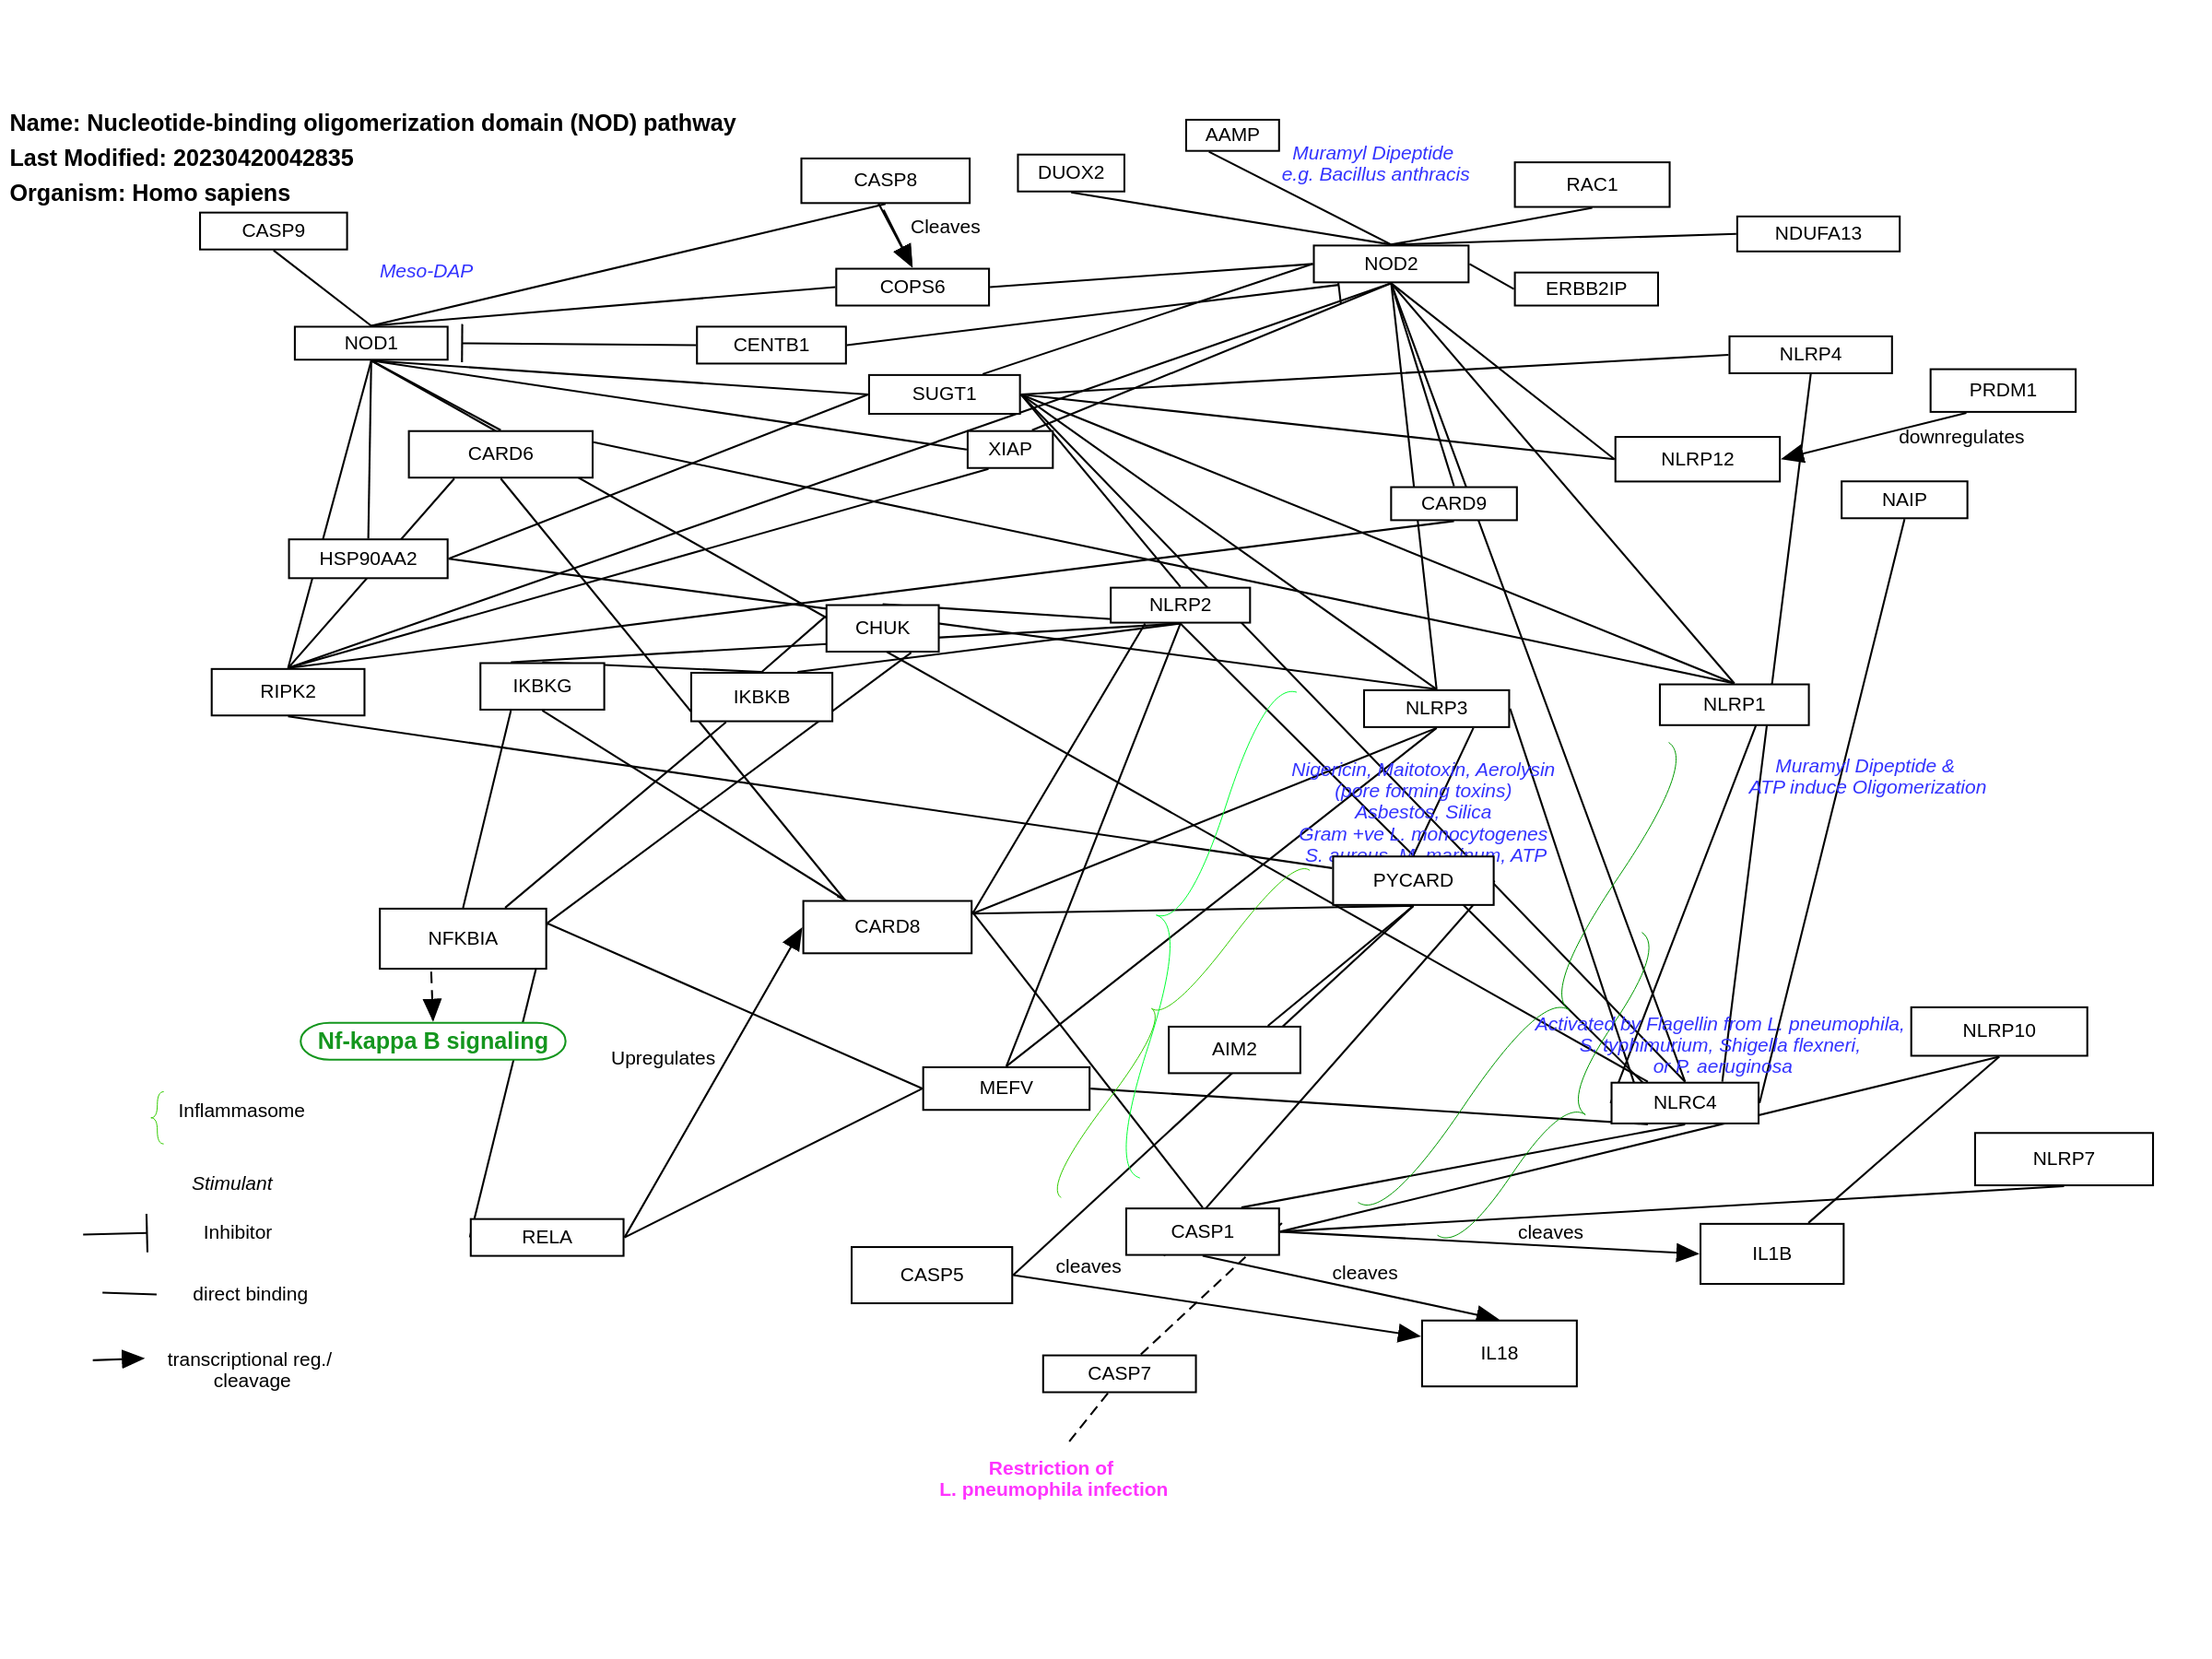 Name: Nucleotide-binding oligomerization domain (NOD) pathway
Last Modified: 20230420042835
Organism: Homo sapiens
AAMP
Muramyl Dipeptide
e.g. Bacillus anthracis
DUOX2
CASP8
RAC1
CASP9
Cleaves
NDUFA13
Meso-DAP
NOD2
COPS6
ERBB2IP
NOD1
CENTB1
NLRP4
SUGT1
PRDM1
downregulates
CARD6
XIAP
NLRP12
CARD9
NAIP
HSP90AA2
NLRP2
CHUK
RIPK2
IKBKG
IKBKB
NLRP3
NLRP1
Nigericin, Maitotoxin, Aerolysin
(pore forming toxins)
Asbestos, Silica
Gram +ve L. monocytogenes
S. aureus, M. marinum, ATP
Muramyl Dipeptide &
ATP induce Oligomerization
PYCARD
NFKBIA
CARD8
Nf-kappa B signaling
Upregulates
AIM2
Activated by Flagellin from L. pneumophila,
S. typhimurium, Shigella flexneri,
or P. aeruginosa
NLRP10
MEFV
NLRC4
Inflammasome
NLRP7
Stimulant
Inhibitor
RELA
CASP1
cleaves
IL1B
CASP5
cleaves
cleaves
direct binding
IL18
CASP7
transcriptional reg./
cleavage
Restriction of
L. pneumophila infection